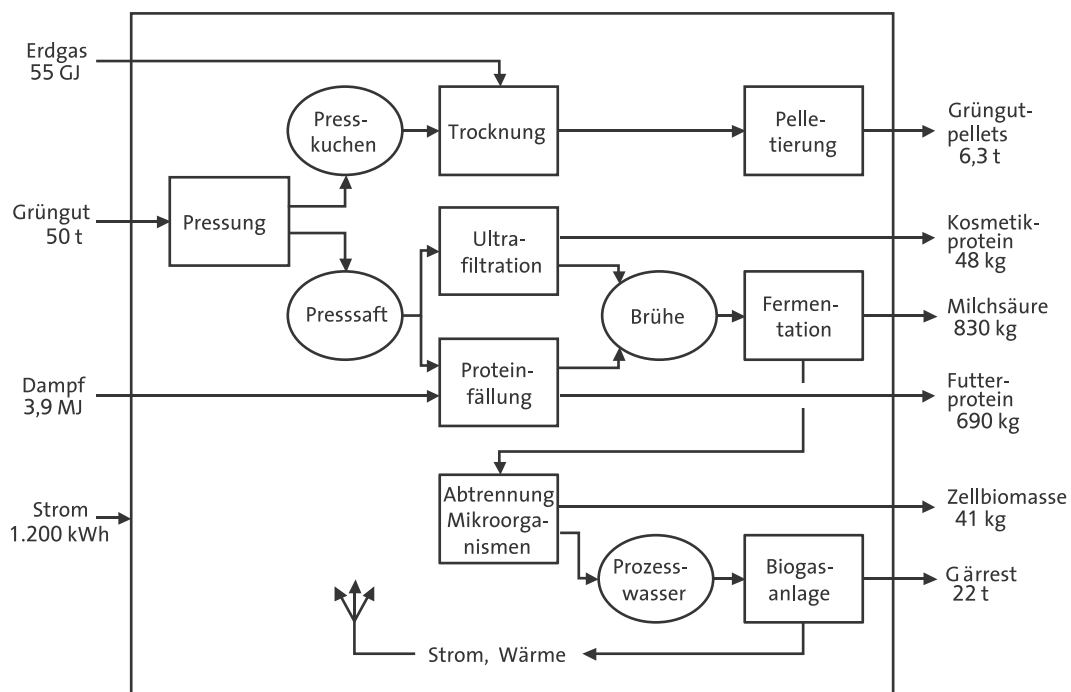 Erdgas
55 GJ
Press-
kuchen
Trocknung
Pelle-
tierung
Grüngut-
pellets
6,3 t
Grüngut
50 t
Pressung
Presssaft
Ultra-
filtration
Kosmetik-
protein
48 kg
Brühe
Fermen-
tation
Milchsäure
830 kg
Dampf
3,9 MJ
Protein-
fällung
Futter-
protein
690 kg
Strom
1.200 kWh
Abtrennung
Mikroorga-
nismen
Zellbiomasse
41 kg
Prozess-
wasser
Biogas-
anlage
Gärrest
22 t
Strom, Wärme